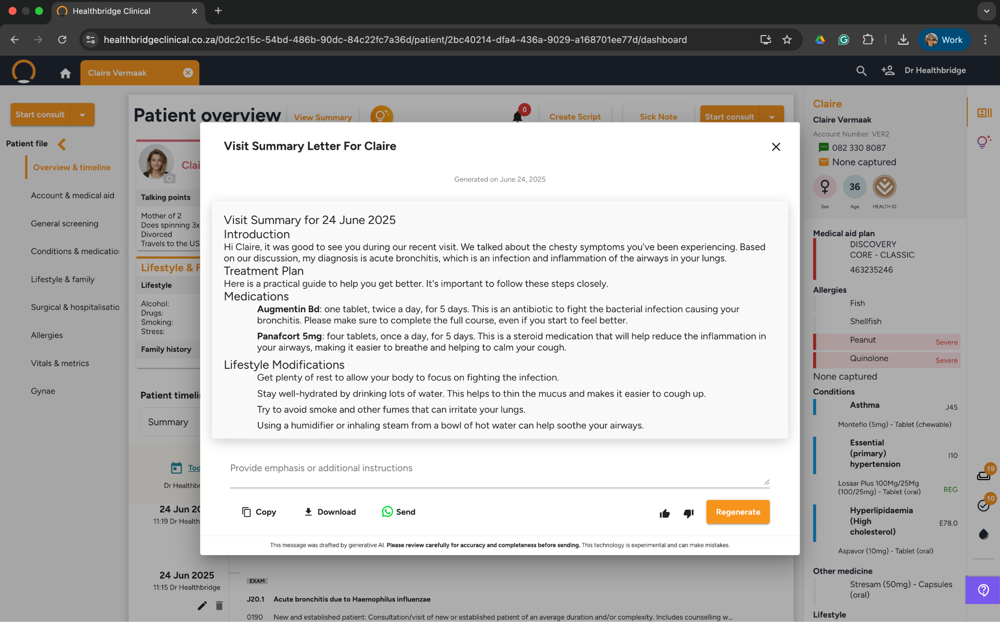 Healthbridge Clinical
healthbridgeclinical.co.za/0dc2c15c-54bd-486b-90dc-84c22fc7a36d/patient/2bc40214-dfa4-436a-9029-a168701ee77d/dashboard
Work
Claire Vermaak
Dr Healthbridge
Start consult
Patient file
Overview & timeline
Account & medical aid
General screening
Conditions & medication
Lifestyle & family
Surgical & hospitalisatio
Allergies
Vitals & metrics
Gynae
Patient overview
View Summary
0
Create Script
Sick Note
Start consult
Clai
Talking points
Mother of 2
Does spinning 3x
Divorced
Travels to the US
Lifestyle & F
Lifestyle
Alcohol:
Drugs:
Smoking:
Stress:
Family history
Patient timelin
Summary
Tod
Dr Healthbr
24 Jun 20
11:19 Dr Health
24 Jun 2025
11:15 Dr Healthbridge
EXAM
J20.1 Acute bronchitis due to Haemophilus influenzae
0190 New and established patient: Consultation/visit of new or established patient of an average duration and/or complexity. Includes counselling w...
Visit Summary Letter For Claire
Generated on June 24, 2025
Visit Summary for 24 June 2025
Introduction
Hi Claire, it was good to see you during our recent visit. We talked about the chesty symptoms you've been experiencing. Based
on our discussion, my diagnosis is acute bronchitis, which is an infection and inflammation of the airways in your lungs.
Treatment Plan
Here is a practical guide to help you get better. It's important to follow these steps closely.
Medications
Augmentin Bd: one tablet, twice a day, for 5 days. This is an antibiotic to fight the bacterial infection causing your
bronchitis. Please make sure to complete the full course, even if you start to feel better.
Panafcort 5mg: four tablets, once a day, for 5 days. This is a steroid medication that will help reduce the inflammation in
your airways, making it easier to breathe and helping to calm your cough.
Lifestyle Modifications
Get plenty of rest to allow your body to focus on fighting the infection.
Stay well-hydrated by drinking lots of water. This helps to thin the mucus and makes it easier to cough up.
Try to avoid smoke and other fumes that can irritate your lungs.
Using a humidifier or inhaling steam from a bowl of hot water can help soothe your airways.
Provide emphasis or additional instructions
Copy
Download
Send
Regenerate
This message was drafted by generative AI. Please review carefully for accuracy and completeness before sending. This technology is experimental and can make mistakes.
Claire
Claire Vermaak
Account Number: VER2
082 330 8087
None captured
36
Sex
Age
HEALTH ID
Medical aid plan
DISCOVERY
CORE - CLASSIC
463235246
Allergies
Fish
Shellfish
Peanut Severe
Quinolone Severe
None captured
Conditions
Asthma J45
Monteflo (5mg) - Tablet (chewable)
Essential
(primary) I10
hypertension
Losaar Plus 100Mg/25Mg
(100/25mg) - Tablet (oral) REG
Hyperlipidaemia
(High E78.0
cholesterol)
Aspavor (10mg) - Tablet (oral)
Other medicine
Stresam (50mg) - Capsules
(oral)
Lifestyle
19
10